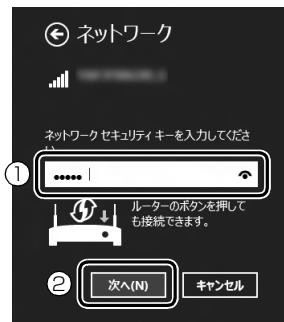 ネットワーク
ネットワーク セキュリティ キーを入力してくださ
い
①
•••••
ルーターのボタンを押して
も接続できます。
②
次へ(N)
キャンセル